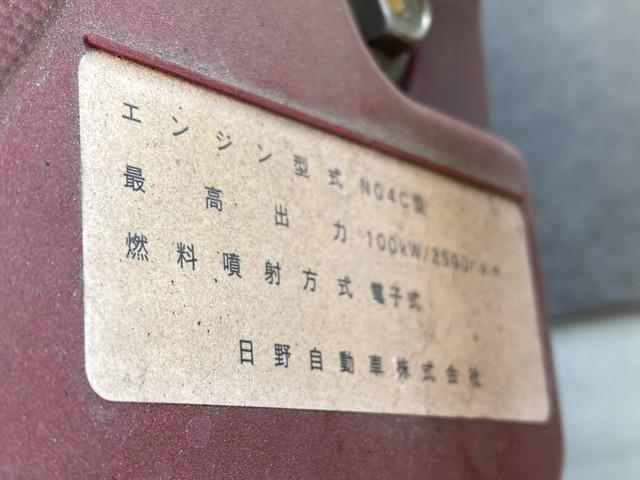 エンジン型式 N04C型
最高出力 100kW/2500rpm
燃料噴射方式 電子式
日野自動車株式会社